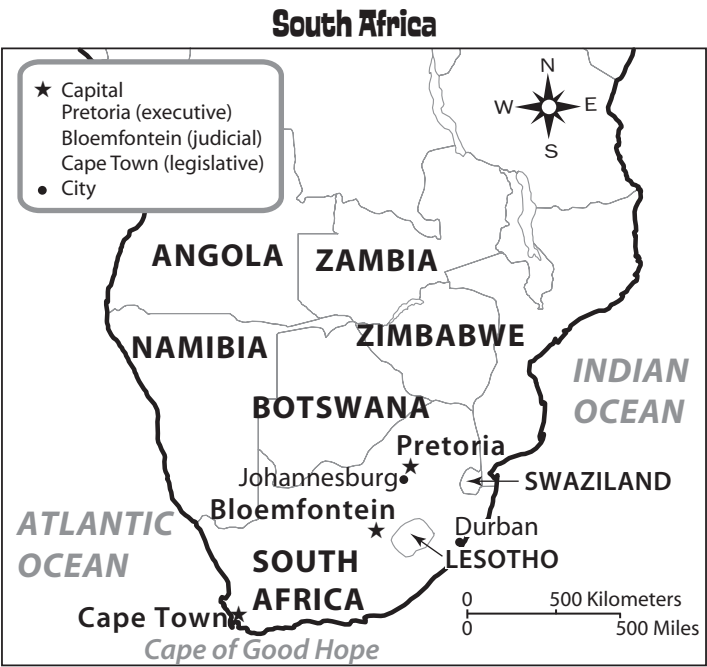 South Africa
Capital
Pretoria (executive)
Bloemfontein (judicial)
Cape Town (legislative)
City
N
W E
S
ANGOLA
ZAMBIA
NAMIBIA
ZIMBABWE
INDIAN
OCEAN
BOTSWANA
Pretoria
Johannesburg
SWAZILAND
Bloemfontein
ATLANTIC
OCEAN
Durban
LESOTHO
SOUTH
AFRICA
Cape Town
0 500 Kilometers
0 500 Miles
Cape of Good Hope